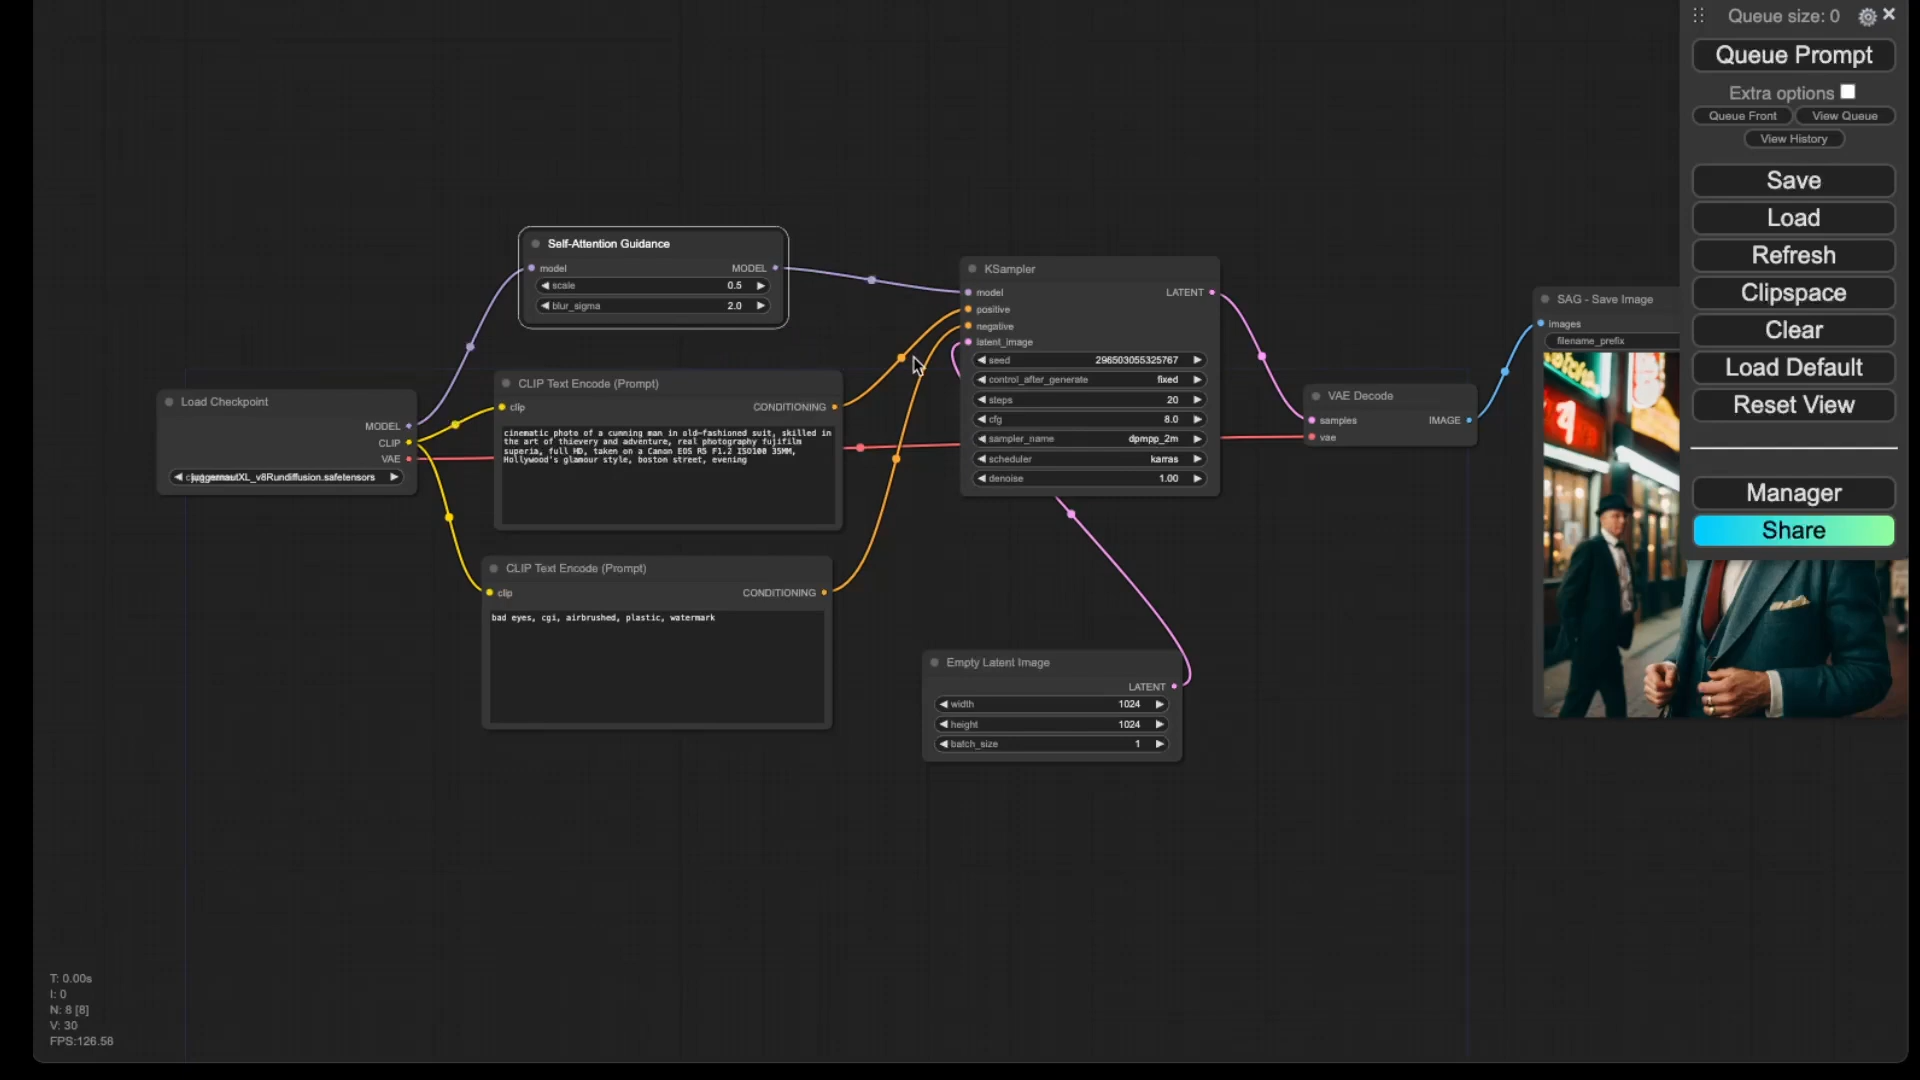 Queue size: 0
Queue Prompt
Extra options
Queue Front View Queue
View History
Save
Load
Refresh
Clipspace
Clear
Load Default
Reset View
Manager
Share
Self-Attention Guidance
model MODEL
scale 0.5
blur_sigma 2.0
KSampler
model LATENT
positive
negative
latent_image
seed 296503055325767
control_after_generate fixed
steps 20
cfg 8.0
sampler_name dpmpp_2m
scheduler karras
denoise 1.00
SAG - Save Image
images
filename_prefix
Load Checkpoint
MODEL
CLIP
VAE
juggernautXL_v8Rundiffusion.safetensors
CLIP Text Encode (Prompt)
clip CONDITIONING
cinematic photo of a cunning man in old-fashioned suit, skilled in
the art of thievery and adventure, real photography fujifilm
superia, full HD, taken on a Canon EOS R5 F1.2 ISO100 35MM,
Hollywood's glamour style, boston street, evening
VAE Decode
samples IMAGE
vae
CLIP Text Encode (Prompt)
clip CONDITIONING
bad eyes, cgi, airbrushed, plastic, watermark
Empty Latent Image
LATENT
width 1024
height 1024
batch_size 1
T: 0.00s
I: 0
N: 8 [8]
V: 30
FPS:126.56